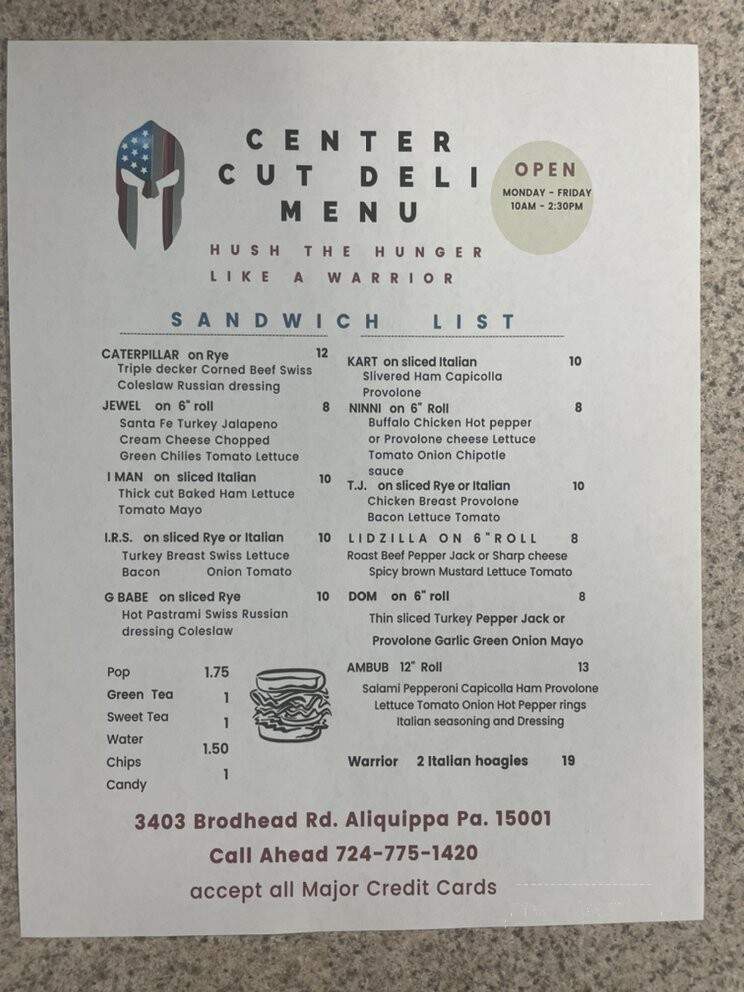 CENTER
CUT DELI
MENU
OPEN
MONDAY - FRIDAY
10AM - 2:30PM
HUSH THE HUNGER
LIKE A WARRIOR
SANDWICH LIST
CATERPILLAR on Rye 12
Triple decker Corned Beef Swiss
Coleslaw Russian dressing
JEWEL on 6" roll 8
Santa Fe Turkey Jalapeno
Cream Cheese Chopped
Green Chilies Tomato Lettuce
I MAN on sliced Italian 10
Thick cut Baked Ham Lettuce
Tomato Mayo
I.R.S. on sliced Rye or Italian 10
Turkey Breast Swiss Lettuce
Bacon Onion Tomato
G BABE on sliced Rye 10
Hot Pastrami Swiss Russian
dressing Coleslaw
Pop 1.75
Green Tea 1
Sweet Tea 1
Water
1.50
Chips
1
Candy
KART on sliced Italian 10
Slivered Ham Capicolla
Provolone
NINNI on 6" Roll 8
Buffalo Chicken Hot pepper
or Provolone cheese Lettuce
Tomato Onion Chipotle
sauce
T.J. on sliced Rye or Italian 10
Chicken Breast Provolone
Bacon Lettuce Tomato
LIDZILLA ON 6"ROLL 8
Roast Beef Pepper Jack or Sharp cheese
Spicy brown Mustard Lettuce Tomato
DOM on 6" roll 8
Thin sliced Turkey Pepper Jack or
Provolone Garlic Green Onion Mayo
AMBUB 12" Roll 13
Salami Pepperoni Capicolla Ham Provolone
Lettuce Tomato Onion Hot Pepper rings
Italian seasoning and Dressing
Warrior 2 Italian hoagies 19
3403 Brodhead Rd. Aliquippa Pa. 15001
Call Ahead 724-775-1420
accept all Major Credit Cards